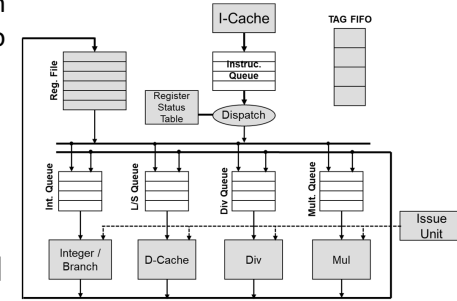 I-Cache
TAG FIFO
Reg. File
Instruc.
Queue
Register
Status
Table
Dispatch
Int. Queue
L/S Queue
Div Queue
Mult. Queue
Issue
Unit
Integer /
Branch
D-Cache
Div
Mul